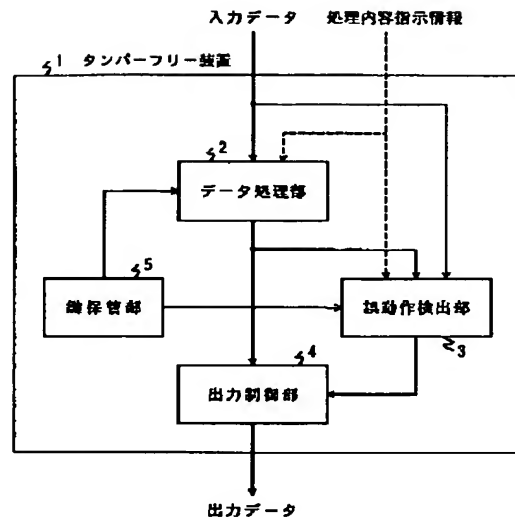 入力データ 処理内容指示情報
1 タンパーフリー装置
2
データ処理部
5
鍵保管部
誤動作検出部
3
4
出力制御部
出力データ